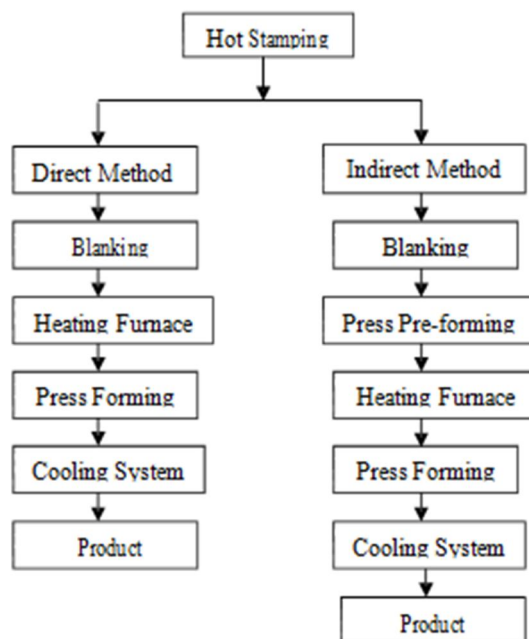 Hot Stamping
Direct Method
Blanking
Heating Furnace
Press Forming
Cooling System
Product
Indirect Method
Blanking
Press Pre-forming
Heating Furnace
Press Forming
Cooling System
Product